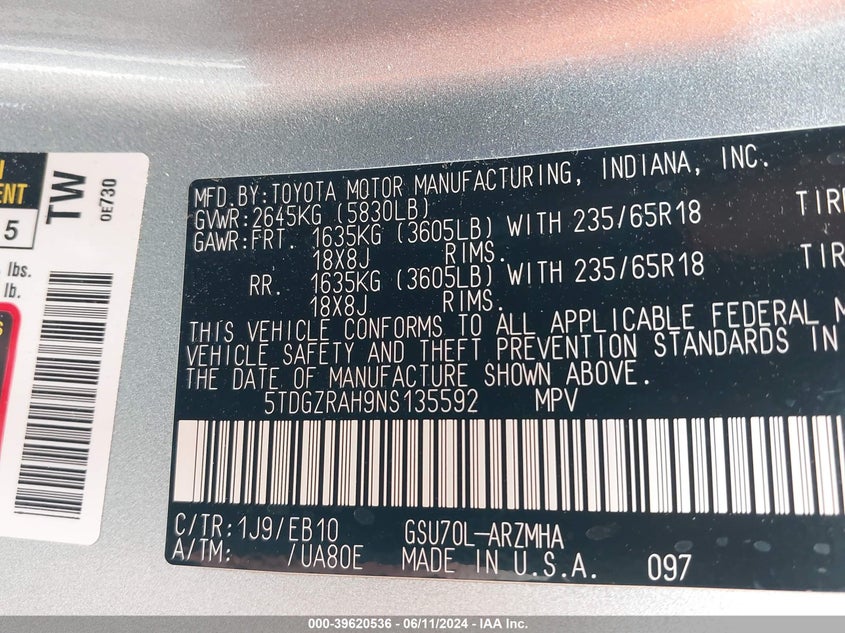 TW
0E730
5
lbs.
lb.
MFD.BY:TOYOTA MOTOR MANUFACTURING, INDIANA, INC.
GVWR:2645KG (5830LB)
GAWR:FRT. 1635KG (3605LB) WITH 235/65R18 TIR
18X8J RIMS.
RR. 1635KG (3605LB) WITH 235/65R18 TIR
18X8J RIMS.
THIS VEHICLE CONFORMS TO ALL APPLICABLE FEDERAL M
VEHICLE SAFETY AND THEFT PREVENTION STANDARDS IN
THE DATE OF MANUFACTURE SHOWN ABOVE.
5TDGZRAH9NS135592 MPV
C/TR:1J9/EB10 GSU70L-ARZMHA
A/TM: /UA80E MADE IN U.S.A. 097
000-39620536 - 06/11/2024 - IAA Inc.